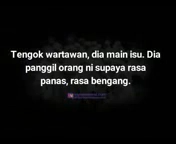 Tengok wartawan, dia main isu. Dia
panggil orang ni supaya rasa
panas, rasa bengang.